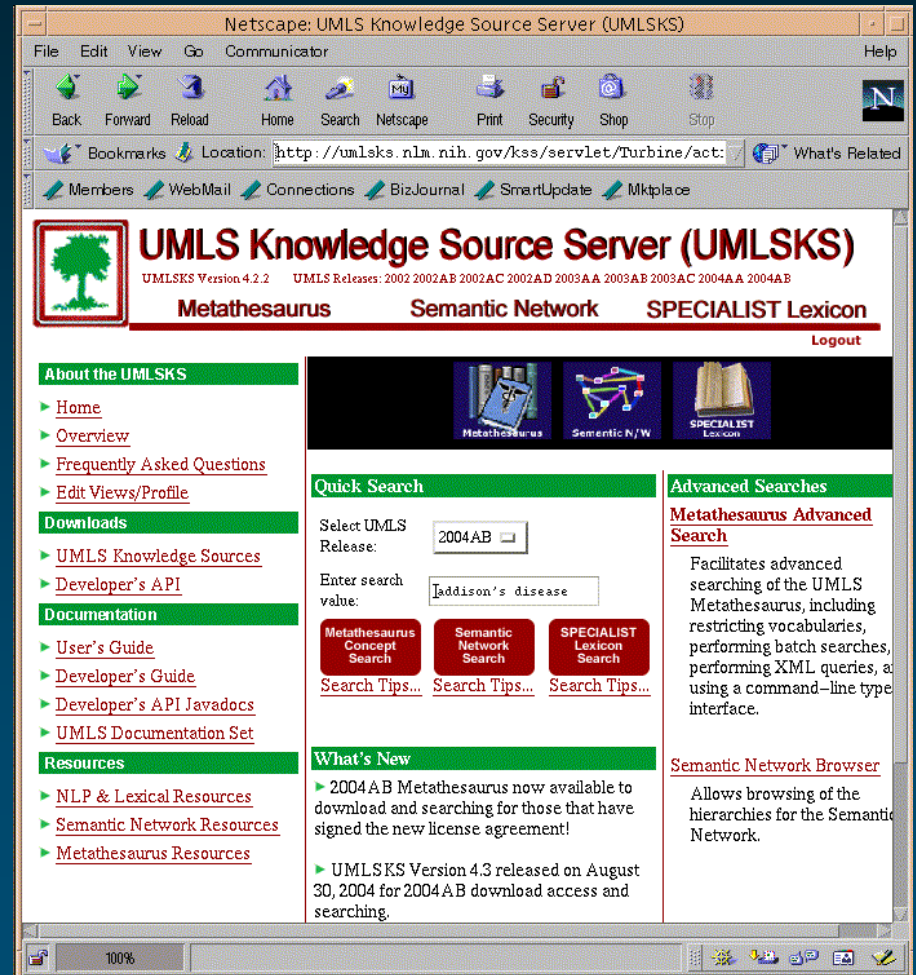 Netscape: UMLS Knowledge Source Server (UMLSKS)
File Edit View Go Communicator Help
Back Forward Reload Home Search Netscape Print Security Shop Stop
My
N
Bookmarks Location: http://umlsks.nlm.nih.gov/kss/servlet/Turbine/act: What's Related
Members WebMail Connections BizJournal SmartUpdate Mktplace
UMLS Knowledge Source Server (UMLSKS)
UMLSKS Version 4.2.2 UMLS Releases: 2002 2002AB 2002AC 2002AD 2003AA 2003AB 2003AC 2004AA 2004AB
Metathesaurus Semantic Network SPECIALIST Lexicon
Logout
About the UMLSKS
Home
Overview
Frequently Asked Questions
Edit Views/Profile
Downloads
UMLS Knowledge Sources
Developer's API
Documentation
User's Guide
Developer's Guide
Developer's API Javadocs
UMLS Documentation Set
Resources
NLP & Lexical Resources
Semantic Network Resources
Metathesaurus Resources
Metathesaurus
Semantic N/W
SPECIALIST
Lexicon
Quick Search
Select UMLS
Release:
2004AB
Enter search
value:
addison's disease
Metathesaurus
Concept
Search
Semantic
Network
Search
SPECIALIST
Lexicon
Search
Search Tips... Search Tips... Search Tips...
What's New
2004AB Metathesaurus now available to
download and searching for those that have
signed the new license agreement!
UMLSKS Version 4.3 released on August
30, 2004 for 2004AB download access and
searching.
Advanced Searches
Metathesaurus Advanced
Search
Facilitates advanced
searching of the UMLS
Metathesaurus, including
restricting vocabularies,
performing batch searches,
performing XML queries, a
using a command–line type
interface.
Semantic Network Browser
Allows browsing of the
hierarchies for the Semantic
Network.
100%